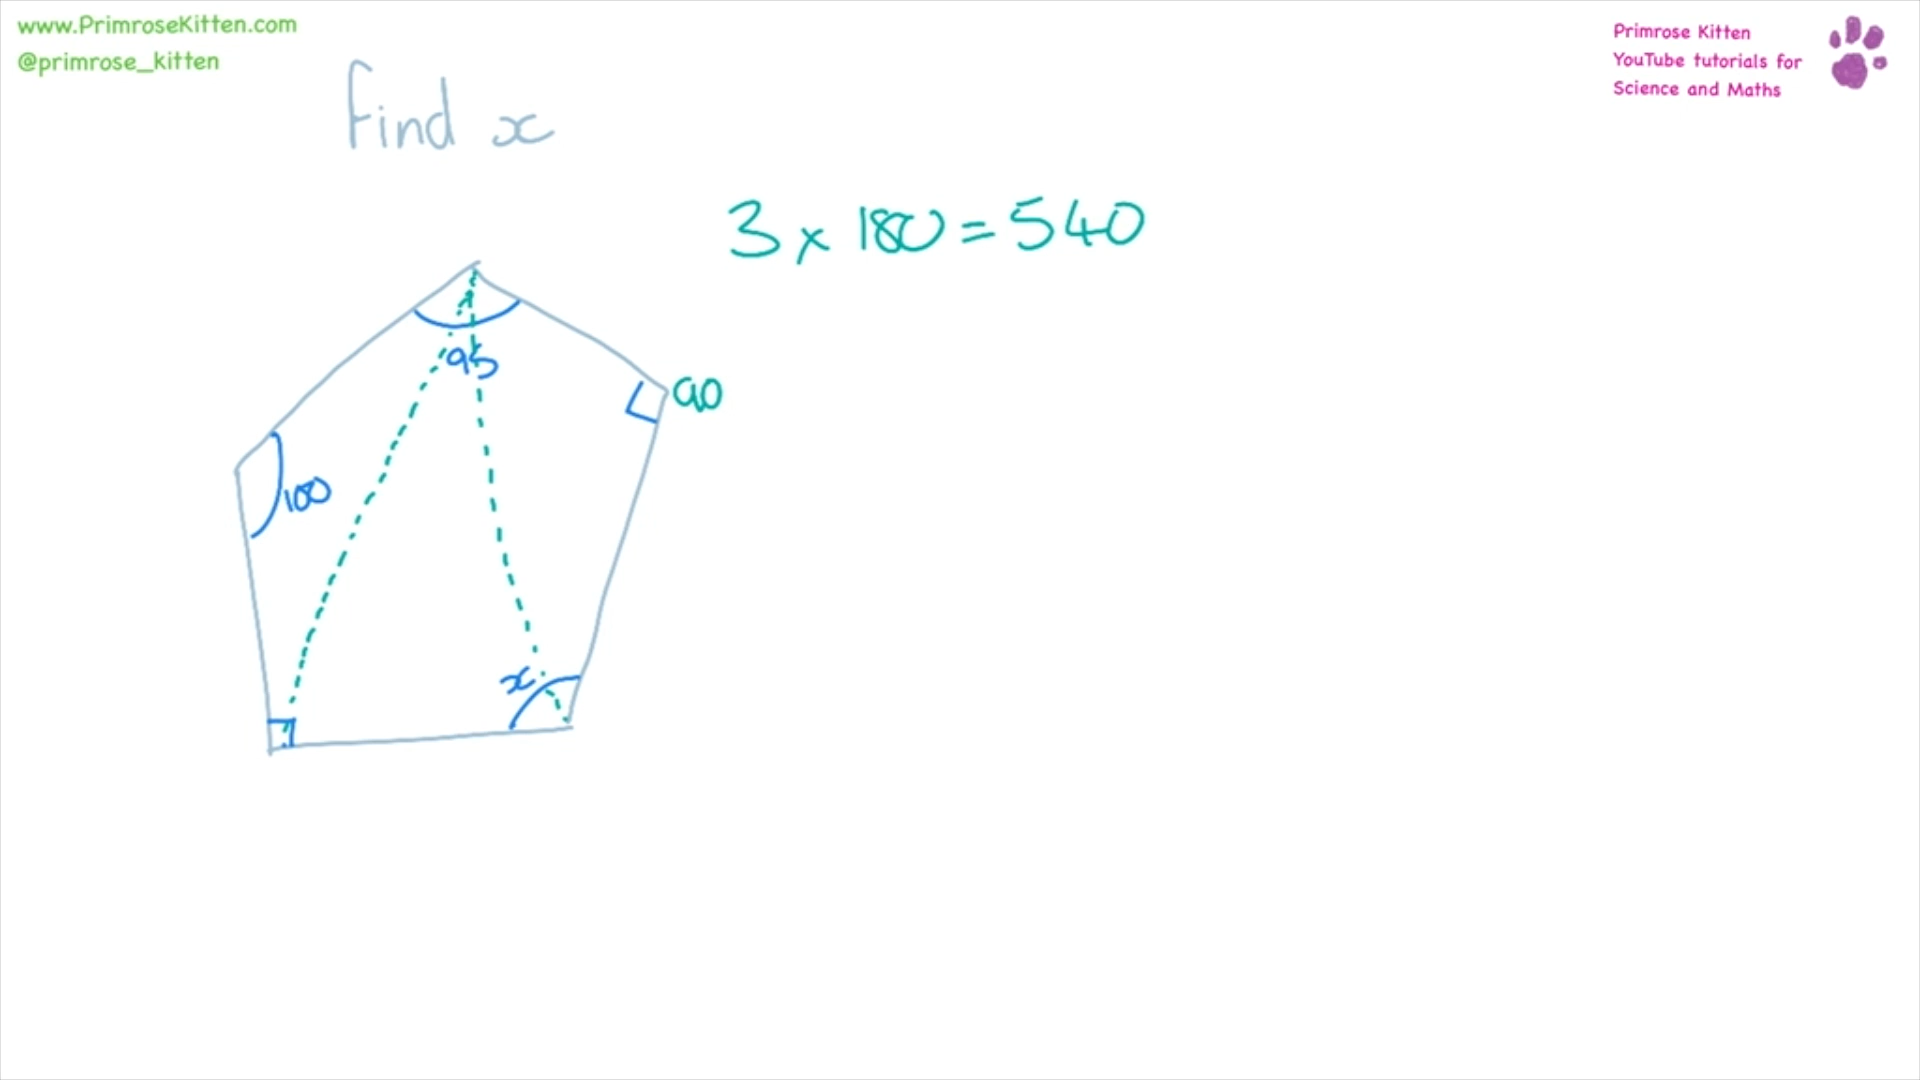 www.PrimroseKitten.com
@primrose_kitten
Primrose Kitten
YouTube tutorials for
Science and Maths
Find x
3 x 180 = 540
95
90
100
x